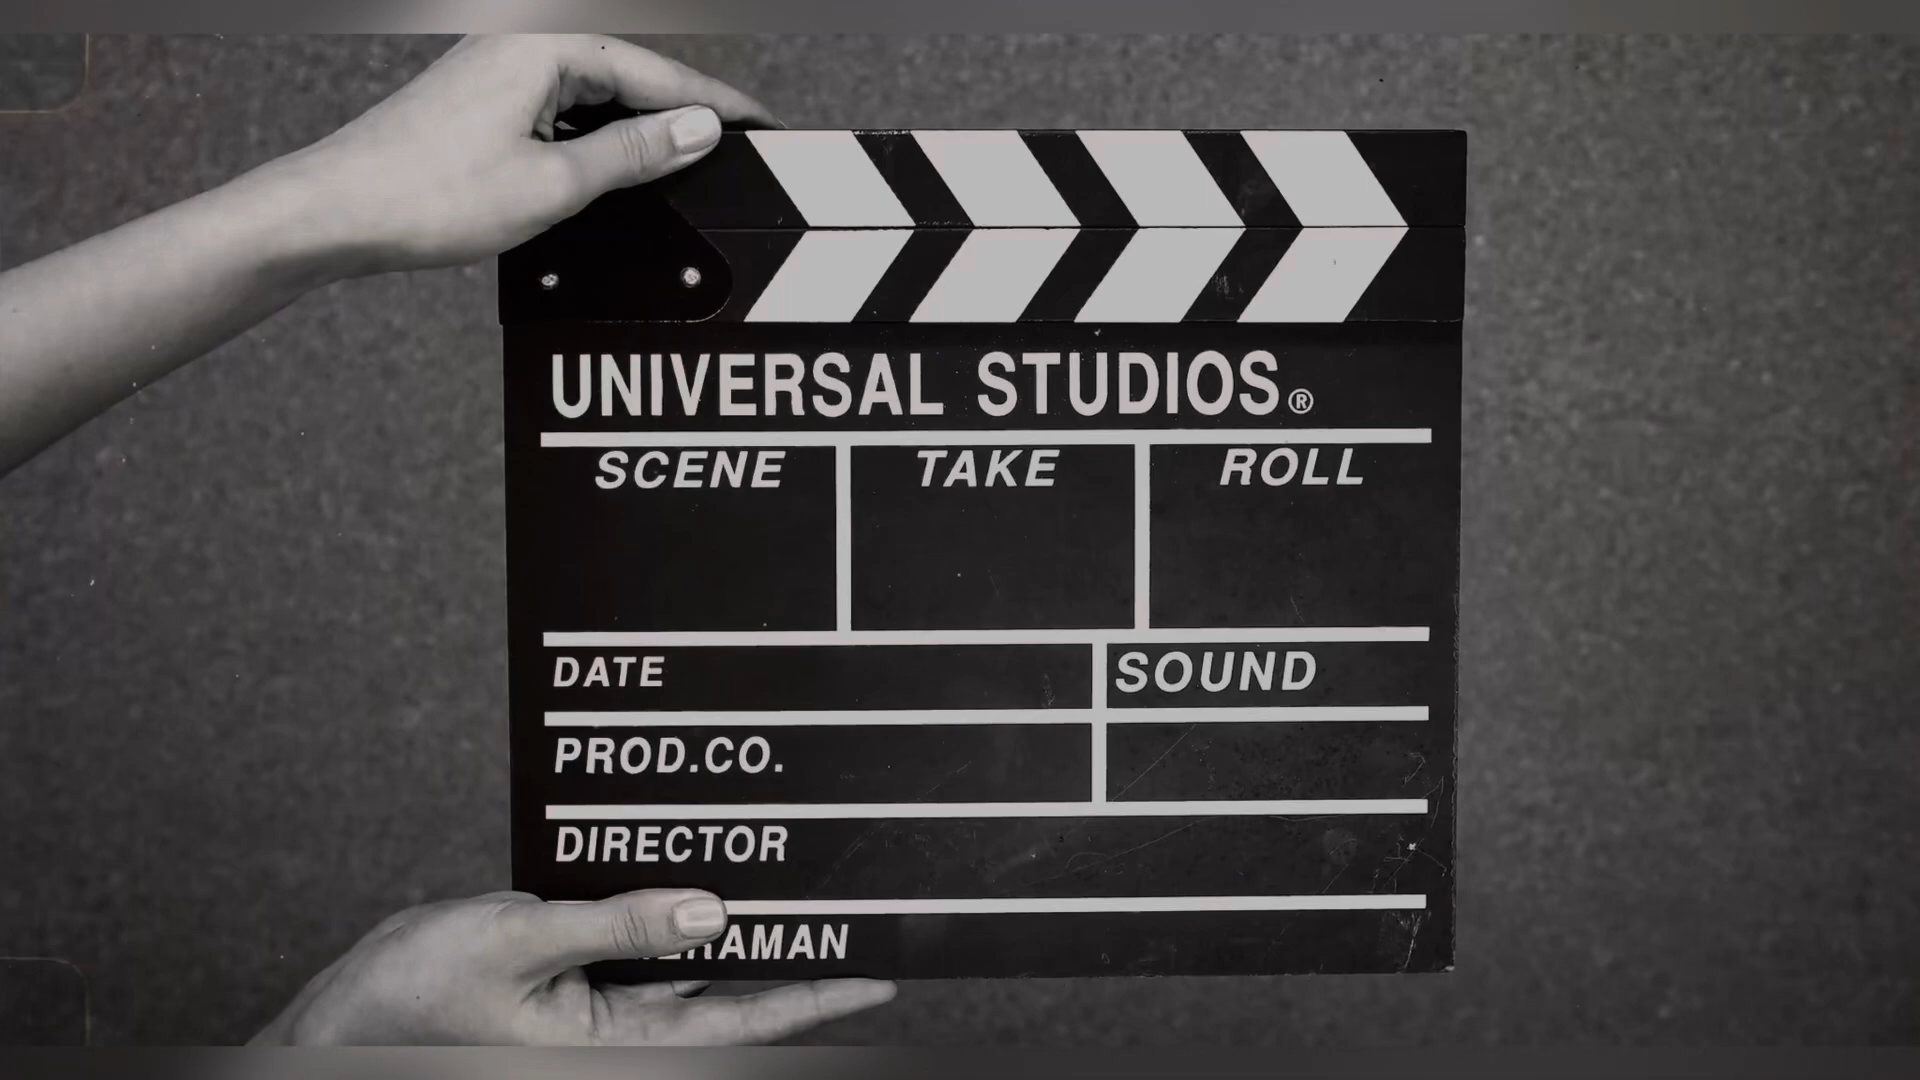 UNIVERSAL STUDIOS®
SCENE TAKE ROLL
DATE SOUND
PROD.CO.
DIRECTOR